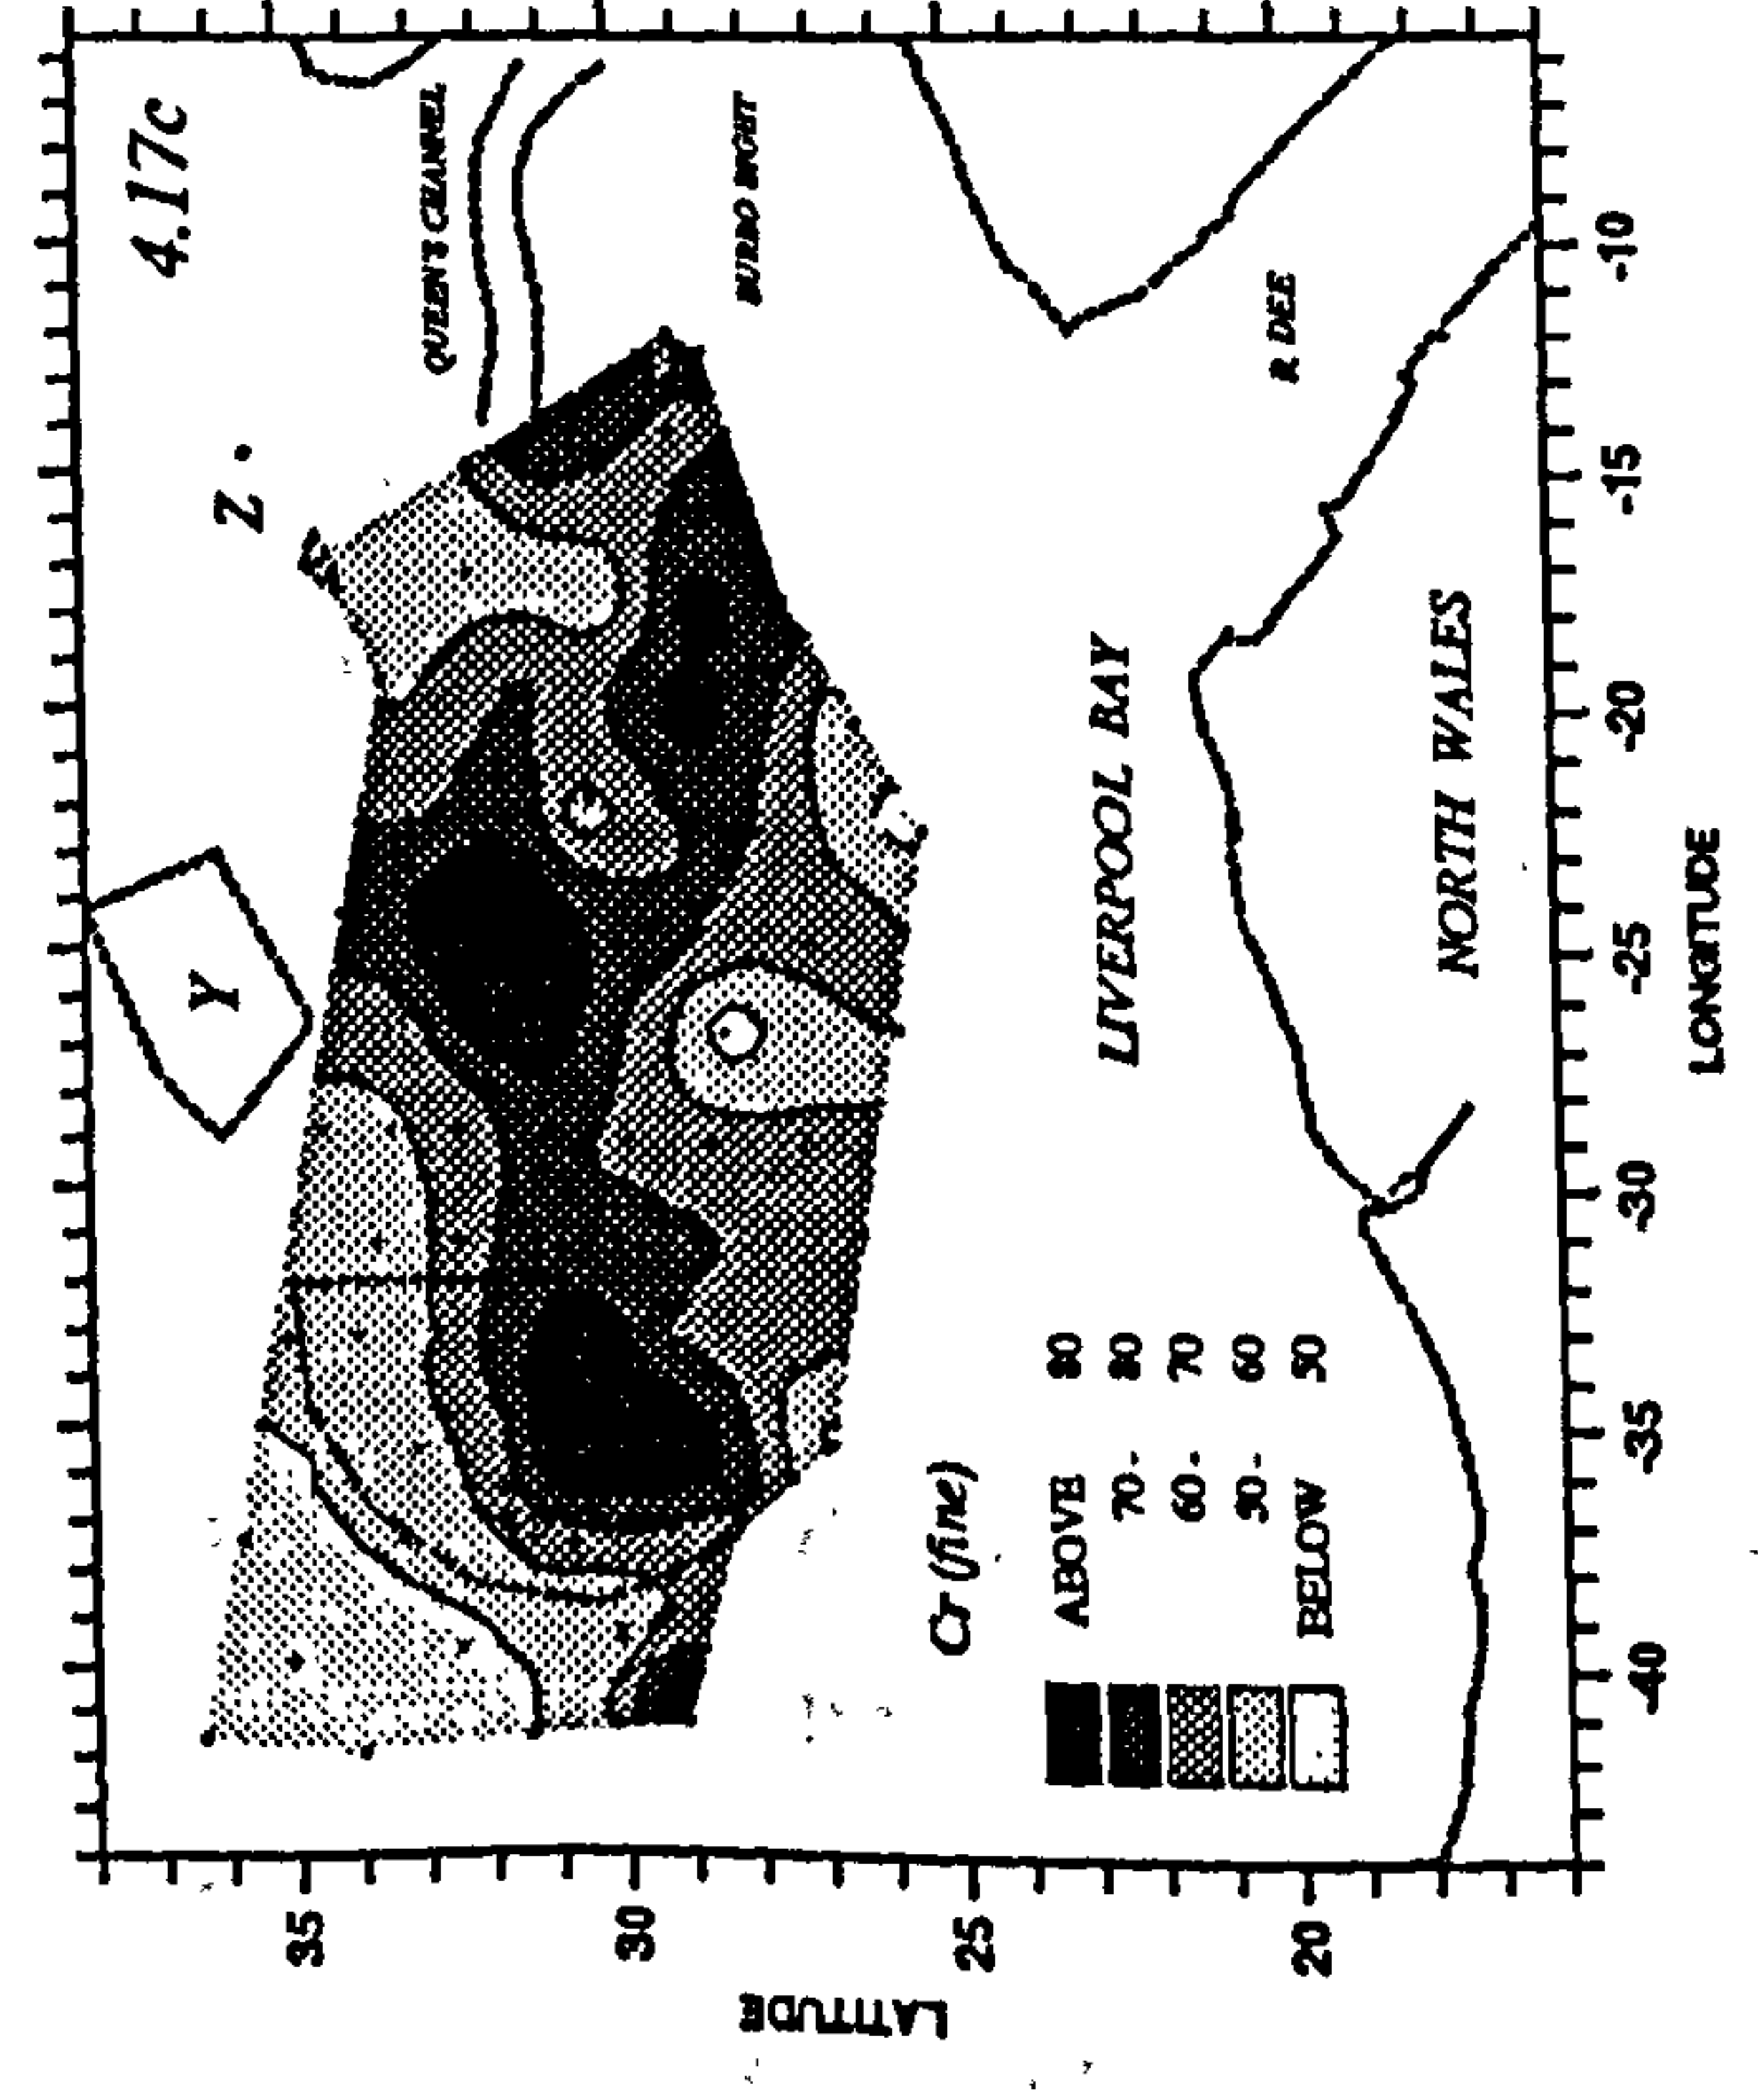 4.17c
QUEEN'S CHANNEL
BURBO BIGHT
Z
Y
R DEE
LIVERPOOL BAY
NORTH WALES
Cr (fine)
ABOVE 80
70- 80
60- 70
50- 60
BELOW 50
35
30
25
20
LATITUDE
-40
-35
-30
-25
-20
-15
-10
LONGITUDE